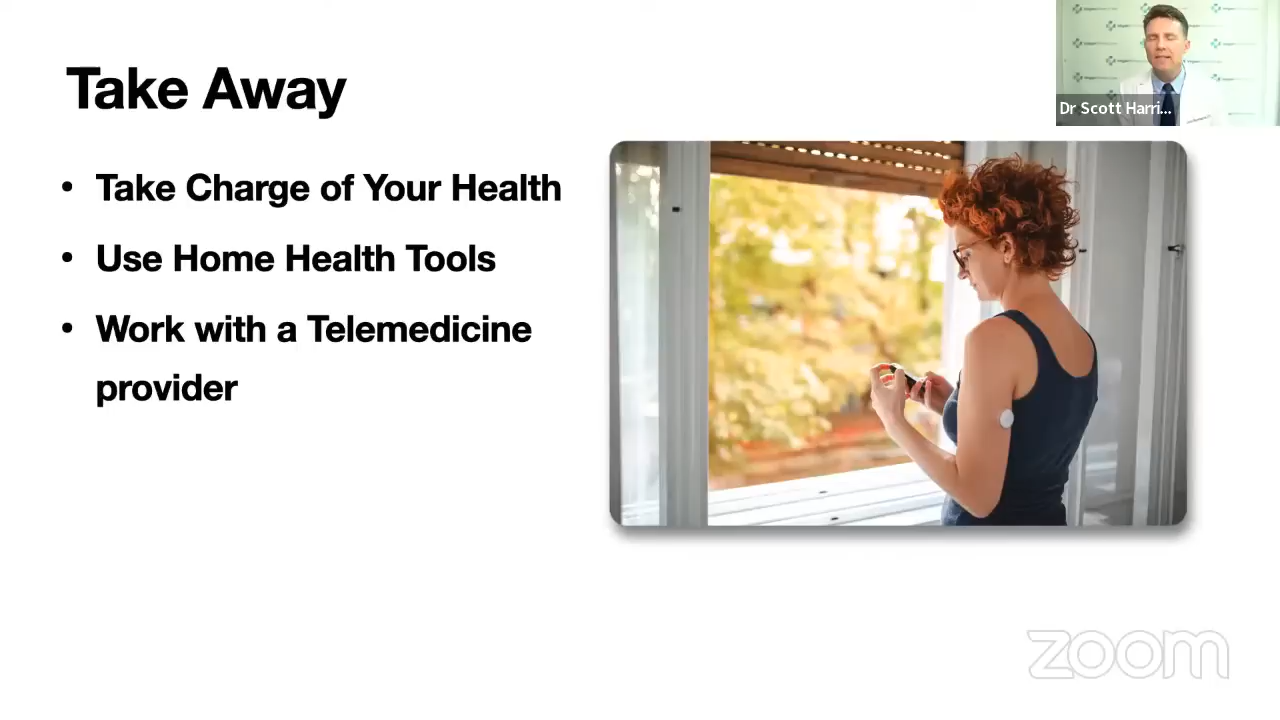 Dr Scott Harri...
Take Away
• Take Charge of Your Health
• Use Home Health Tools
• Work with a Telemedicine
provider
zoom